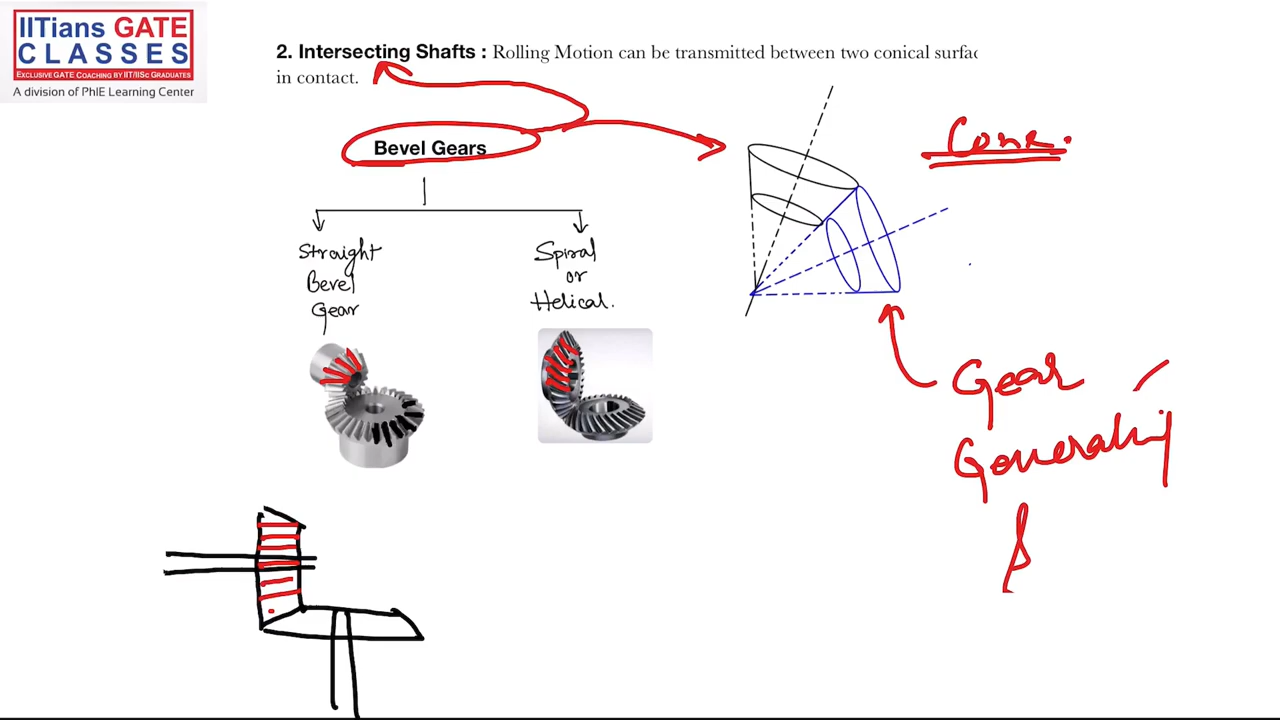 IITians GATE
CLASSES
EXCLUSIVE GATE COACHING BY IIT/IISc GRADUATES
A division of PhIE Learning Center
2. Intersecting Shafts : Rolling Motion can be transmitted between two conical surfac
in contact.
Bevel Gears
Cone.
Straight
Bevel
Gear
Spiral
or
Helical.
Gear
Generating
S